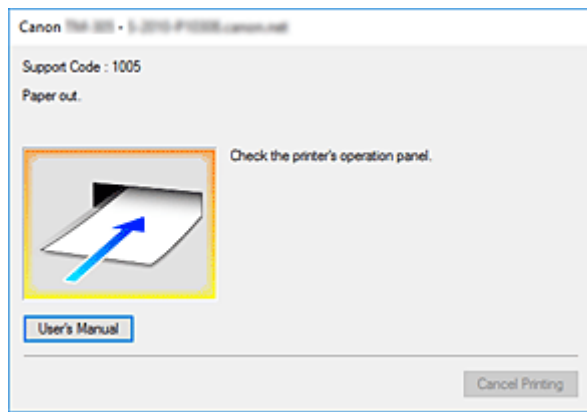 Canon
Support Code : 1005
Paper out.
Check the printer's operation panel.
User's Manual
Cancel Printing